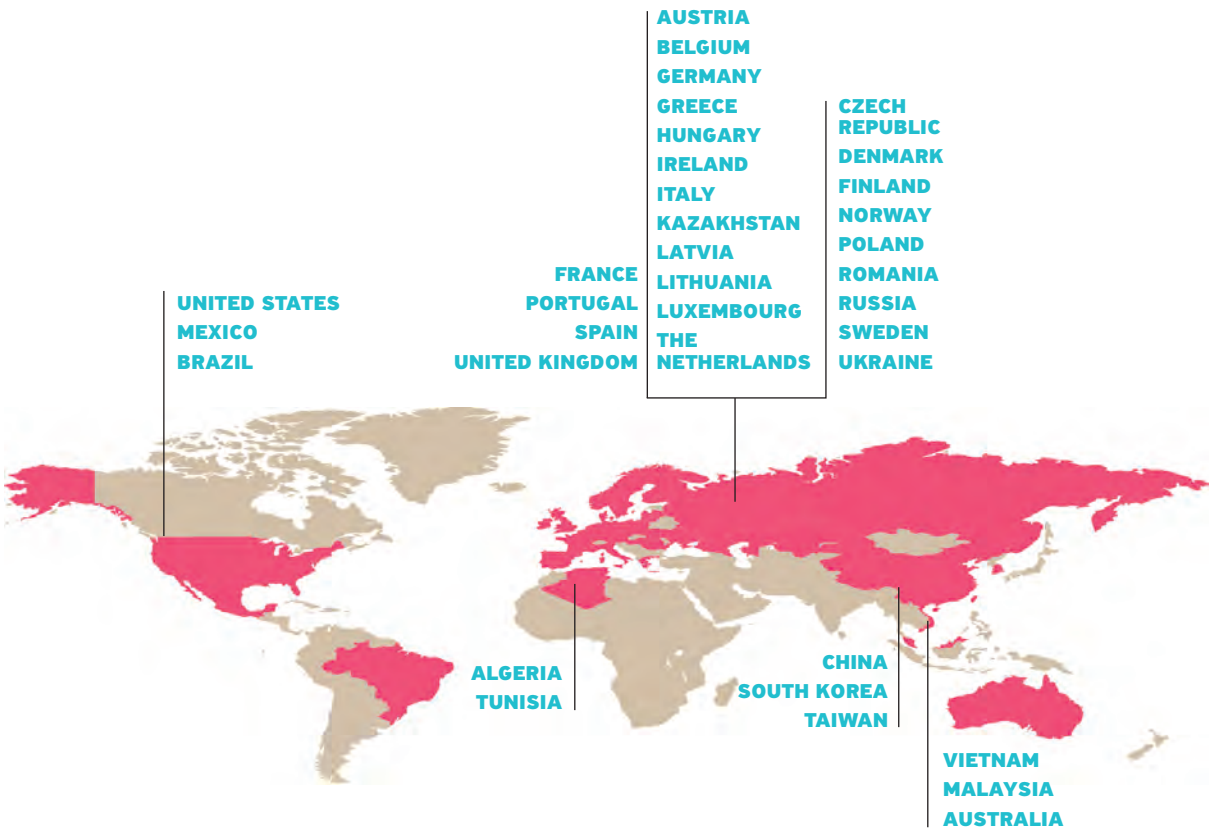 AUSTRIA
BELGIUM
GERMANY
GREECE
HUNGARY
IRELAND
ITALY
KAZAKHSTAN
LATVIA
LITHUANIA
LUXEMBOURG
THE
NETHERLANDS
CZECH
REPUBLIC
DENMARK
FINLAND
NORWAY
POLAND
ROMANIA
RUSSIA
SWEDEN
UKRAINE
FRANCE
PORTUGAL
SPAIN
UNITED KINGDOM
UNITED STATES
MEXICO
BRAZIL
ALGERIA
TUNISIA
CHINA
SOUTH KOREA
TAIWAN
VIETNAM
MALAYSIA
AUSTRALIA